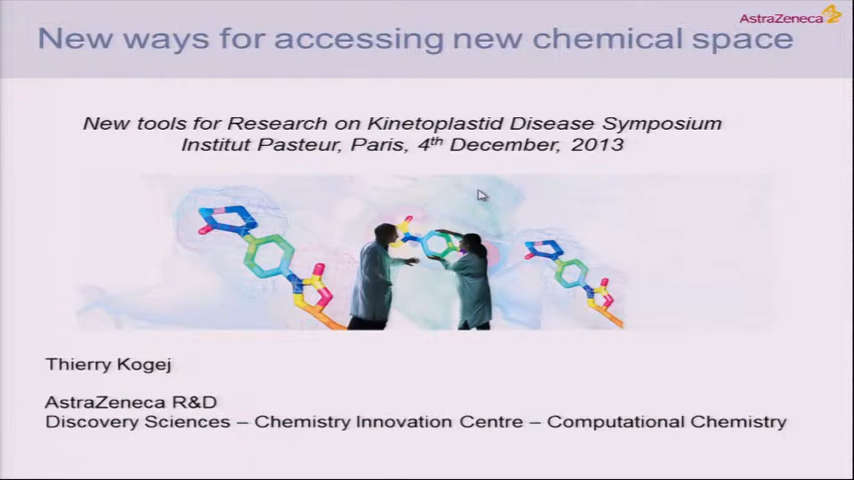 AstraZeneca
New ways for accessing new chemical space
New tools for Research on Kinetoplastid Disease Symposium
Institut Pasteur, Paris, 4th December, 2013
Thierry Kogej
AstraZeneca R&D
Discovery Sciences – Chemistry Innovation Centre – Computational Chemistry